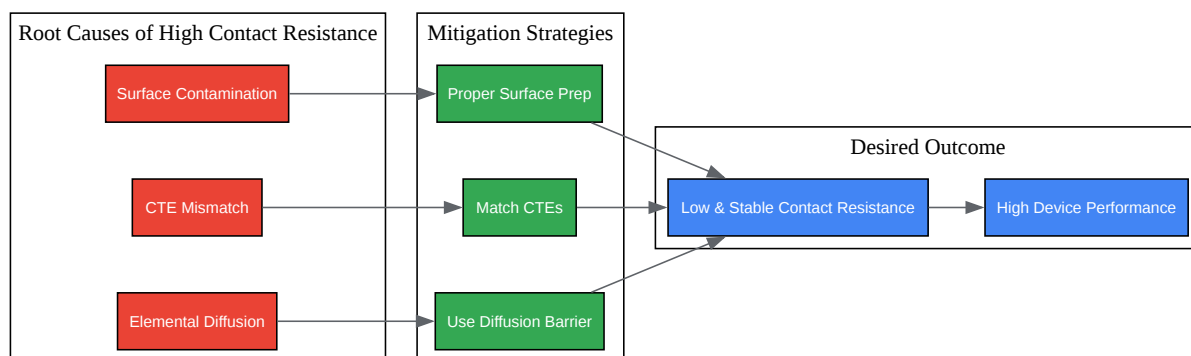 Root Causes of High Contact Resistance
Surface Contamination
CTE Mismatch
Elemental Diffusion
Mitigation Strategies
Proper Surface Prep
Match CTEs
Use Diffusion Barrier
Desired Outcome
Low & Stable Contact Resistance
High Device Performance